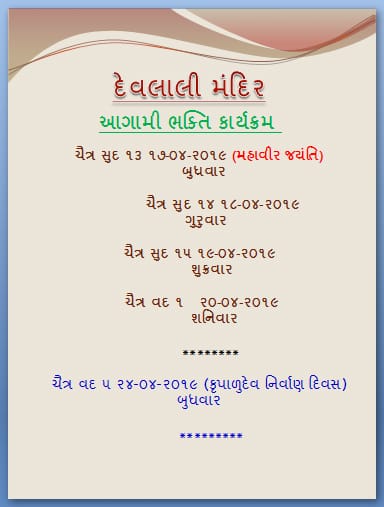 દેવલાલી મંદિર
આગામી ભક્તિ કાર્યક્રમ
ચૈત્ર સુદ ૧૩ ૧૭-૦૪-૨૦૧૯ (મહાવીર જયંતિ)
બુધવાર
ચૈત્ર સુદ ૧૪ ૧૮-૦૪-૨૦૧૯
ગુરુવાર
ચૈત્ર સુદ ૧૫ ૧૯-૦૪-૨૦૧૯
શુક્રવાર
ચૈત્ર વદ ૧ ૨૦-૦૪-૨૦૧૯
શનિવાર
********
ચૈત્ર વદ ૫ ૨૪-૦૪-૨૦૧૯ (કૃપાળુદેવ નિર્વાણ દિવસ)
બુધવાર
*********